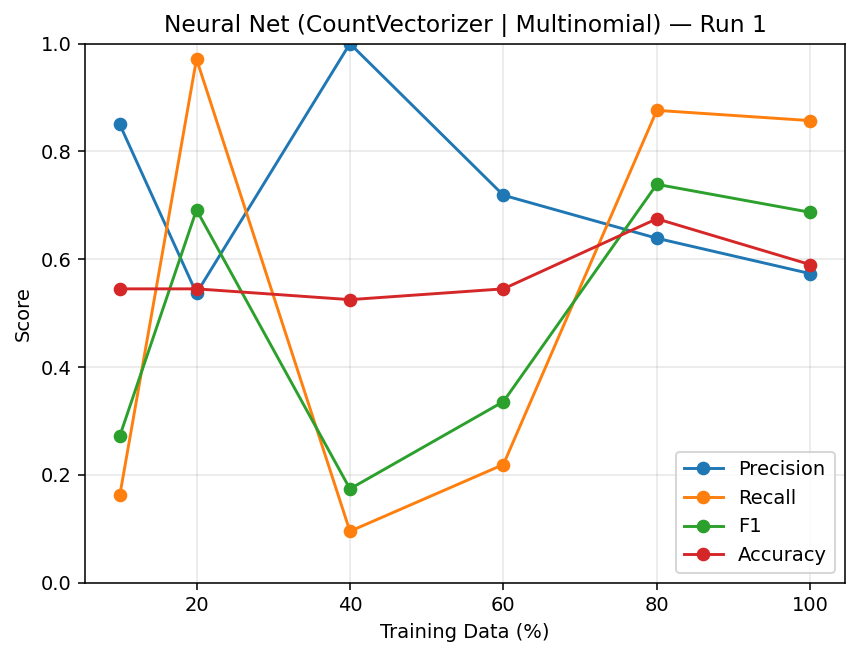 Neural Net (CountVectorizer | Multinomial) — Run 1
1.0
0.8
0.6
0.4
0.2
0.0
Score
20 40 60 80 100
Training Data (%)
Precision
Recall
F1
Accuracy